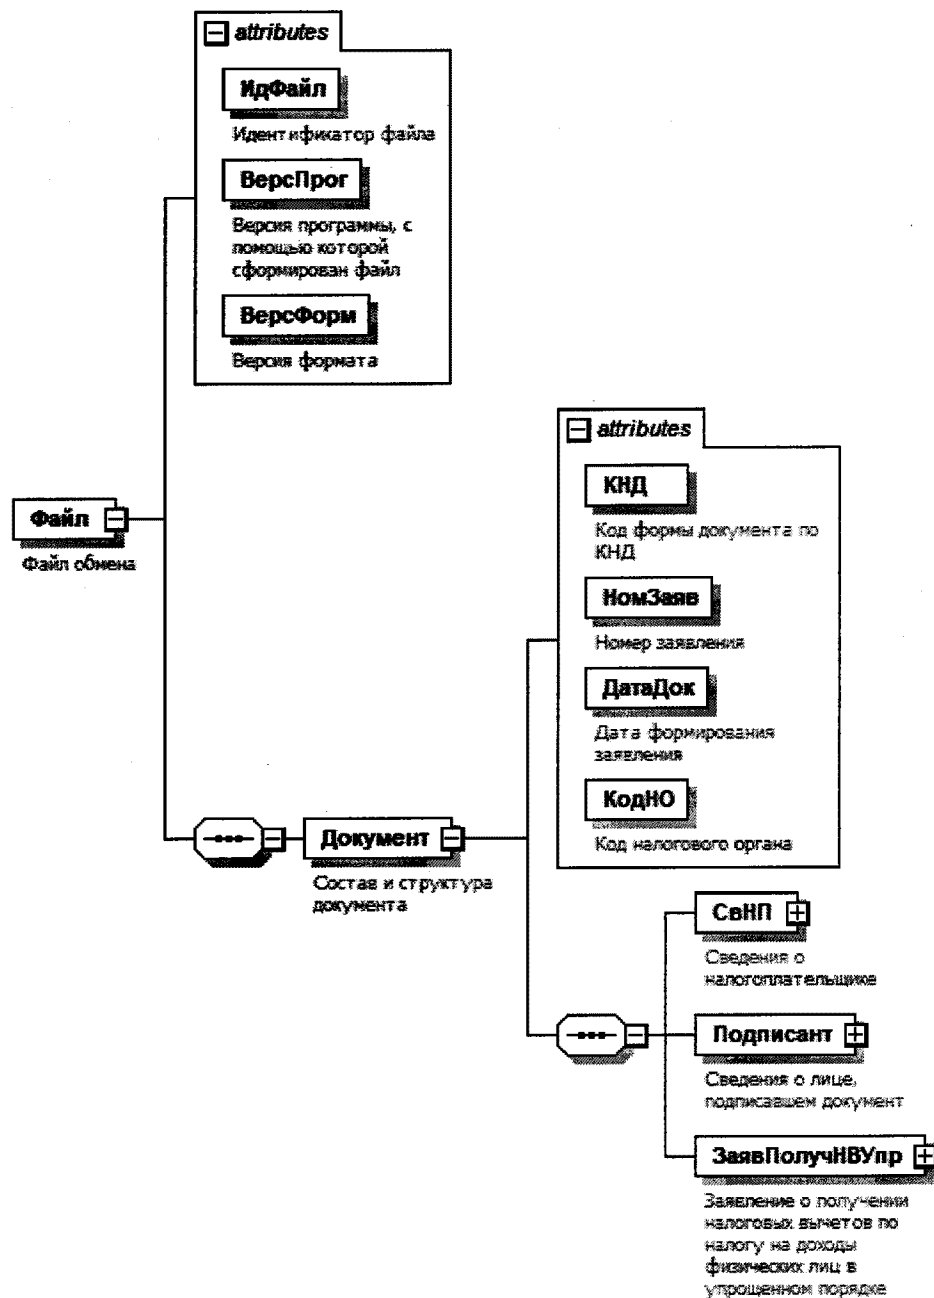 attributes
ИдФайл
Идентификатор файла
ВерсПрог
Версия программы, с
помощью которой
сформирован файл
ВерсФорм
Версия формата
Файл
Файл обмена
attributes
КНД
Код формы документа по
КНД
НомЗаяв
Номер заявления
ДатаДок
Дата формирования
заявления
КодНО
Код налогового органа
Документ
Состав и структура
документа
СвНП
Сведения о
налогоплательщике
Подписант
Сведения о лице,
подписавшем документ
ЗаявПолучНВУпр
Заявление о получении
налоговых вычетов по
налогу на доходы
физических лиц в
упрощенном порядке